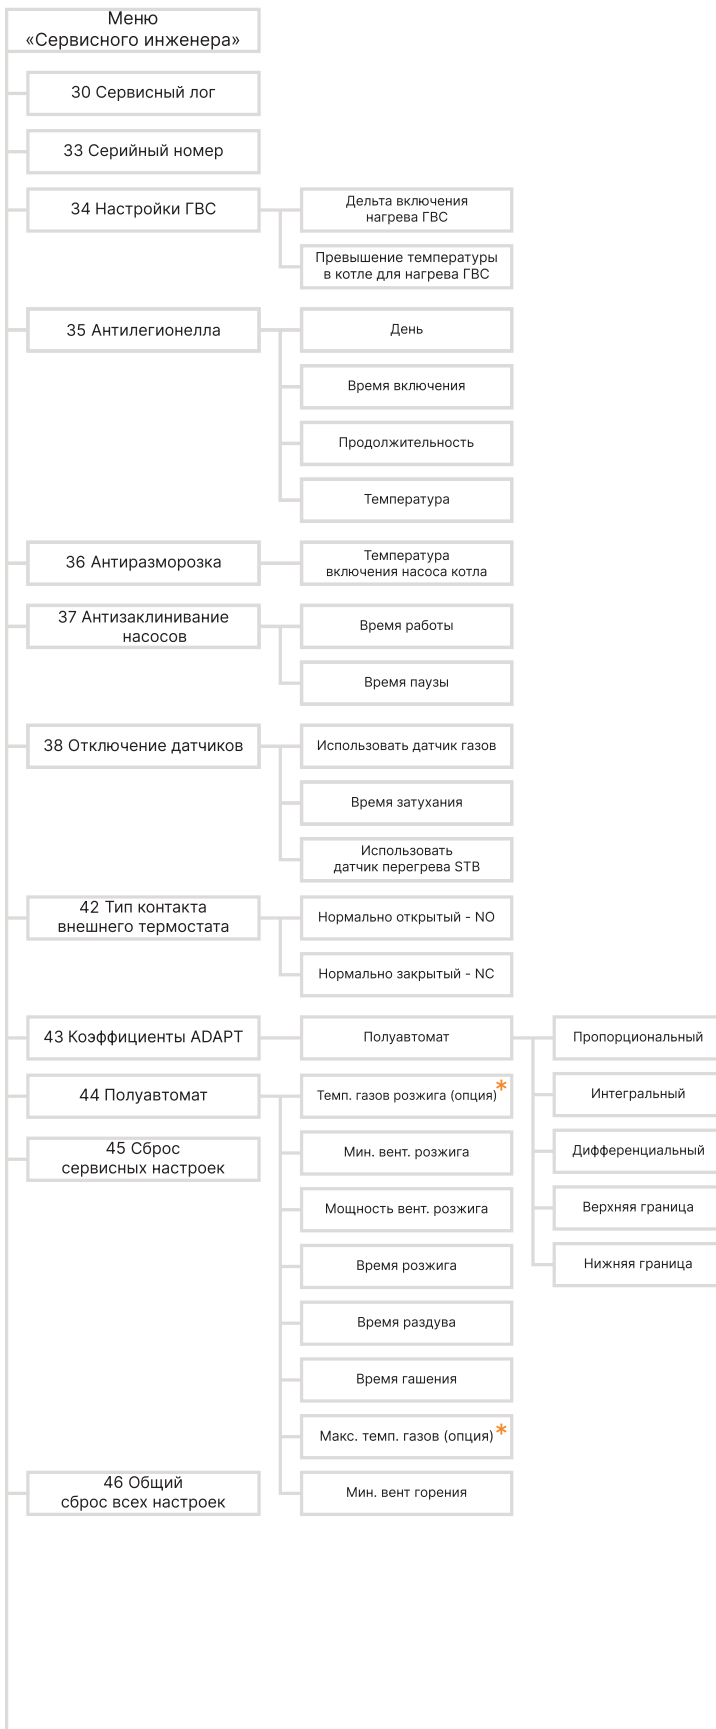 Меню
«Сервисного инженера»
30 Сервисный лог
33 Серийный номер
34 Настройки ГВС
Дельта включения
нагрева ГВС
Превышение температуры
в котле для нагрева ГВС
35 Антилегионелла
День
Время включения
Продолжительность
Температура
36 Антиразморозка
Температура
включения насоса котла
37 Антизаклинивание
насосов
Время работы
Время паузы
38 Отключение датчиков
Использовать датчик газов
Время затухания
Использовать
датчик перегрева STB
42 Тип контакта
внешнего термостата
Нормально открытый - NO
Нормально закрытый - NC
43 Коэффициенты ADAPT
Полуавтомат
Пропорциональный
Интегральный
Дифференциальный
Верхняя граница
Нижняя граница
44 Полуавтомат
Темп. газов розжига (опция)*
Мин. вент. розжига
Мощность вент. розжига
Время розжига
Время раздува
Время гашения
Макс. темп. газов (опция)*
Мин. вент горения
45 Сброс
сервисных настроек
46 Общий
сброс всех настроек